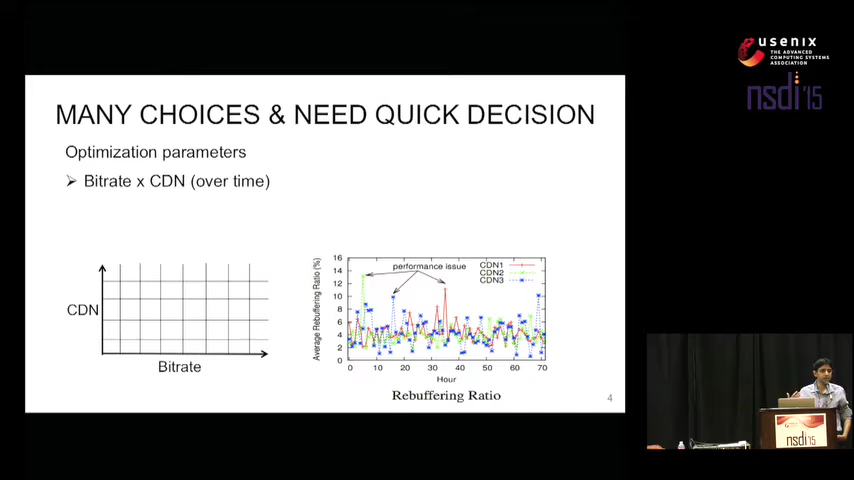 usenix
THE ADVANCED
COMPUTING SYSTEMS
ASSOCIATION
nsdi '15
MANY CHOICES & NEED QUICK DECISION
Optimization parameters
Bitrate x CDN (over time)
CDN
Bitrate
Average Rebuffering Ratio (%)
16
14
12
10
8
6
4
2
0
performance issue
CDN1
CDN2
CDN3
0 10 20 30 40 50 60 70
Hour
Rebuffering Ratio
4
nsdi'15